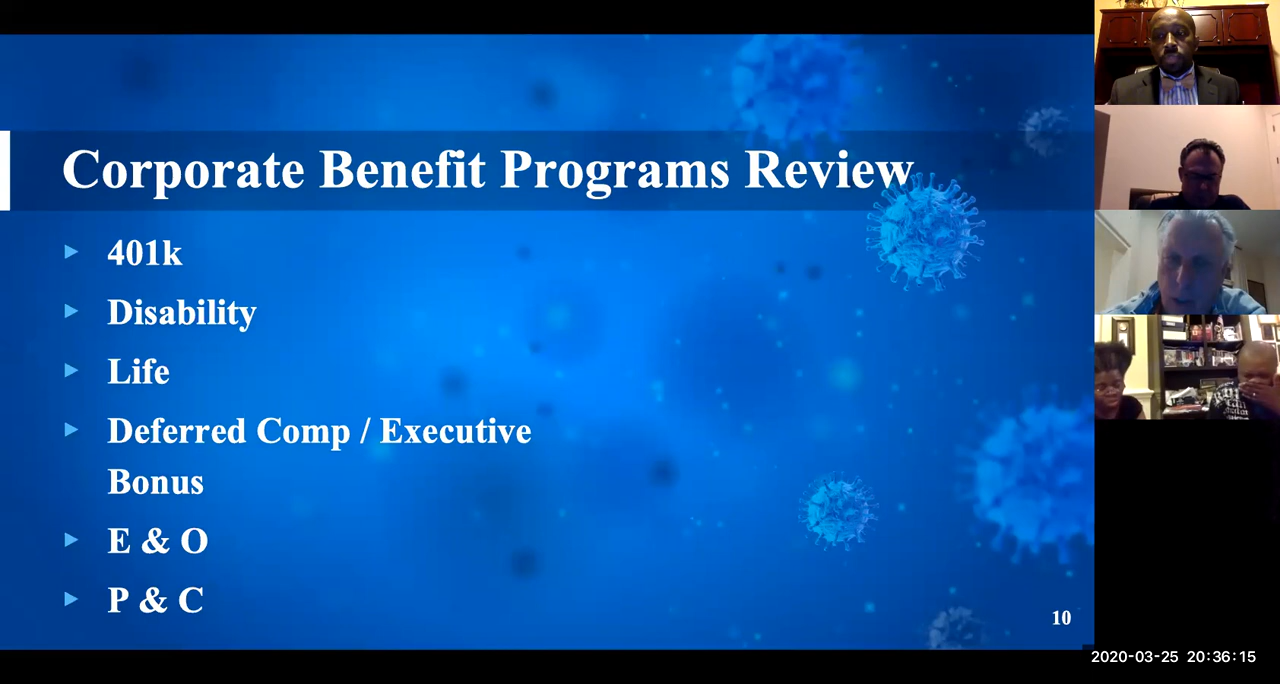 Corporate Benefit Programs Review
401k
Disability
Life
Deferred Comp / Executive
Bonus
E & O
P & C
10
2020-03-25 20:36:15